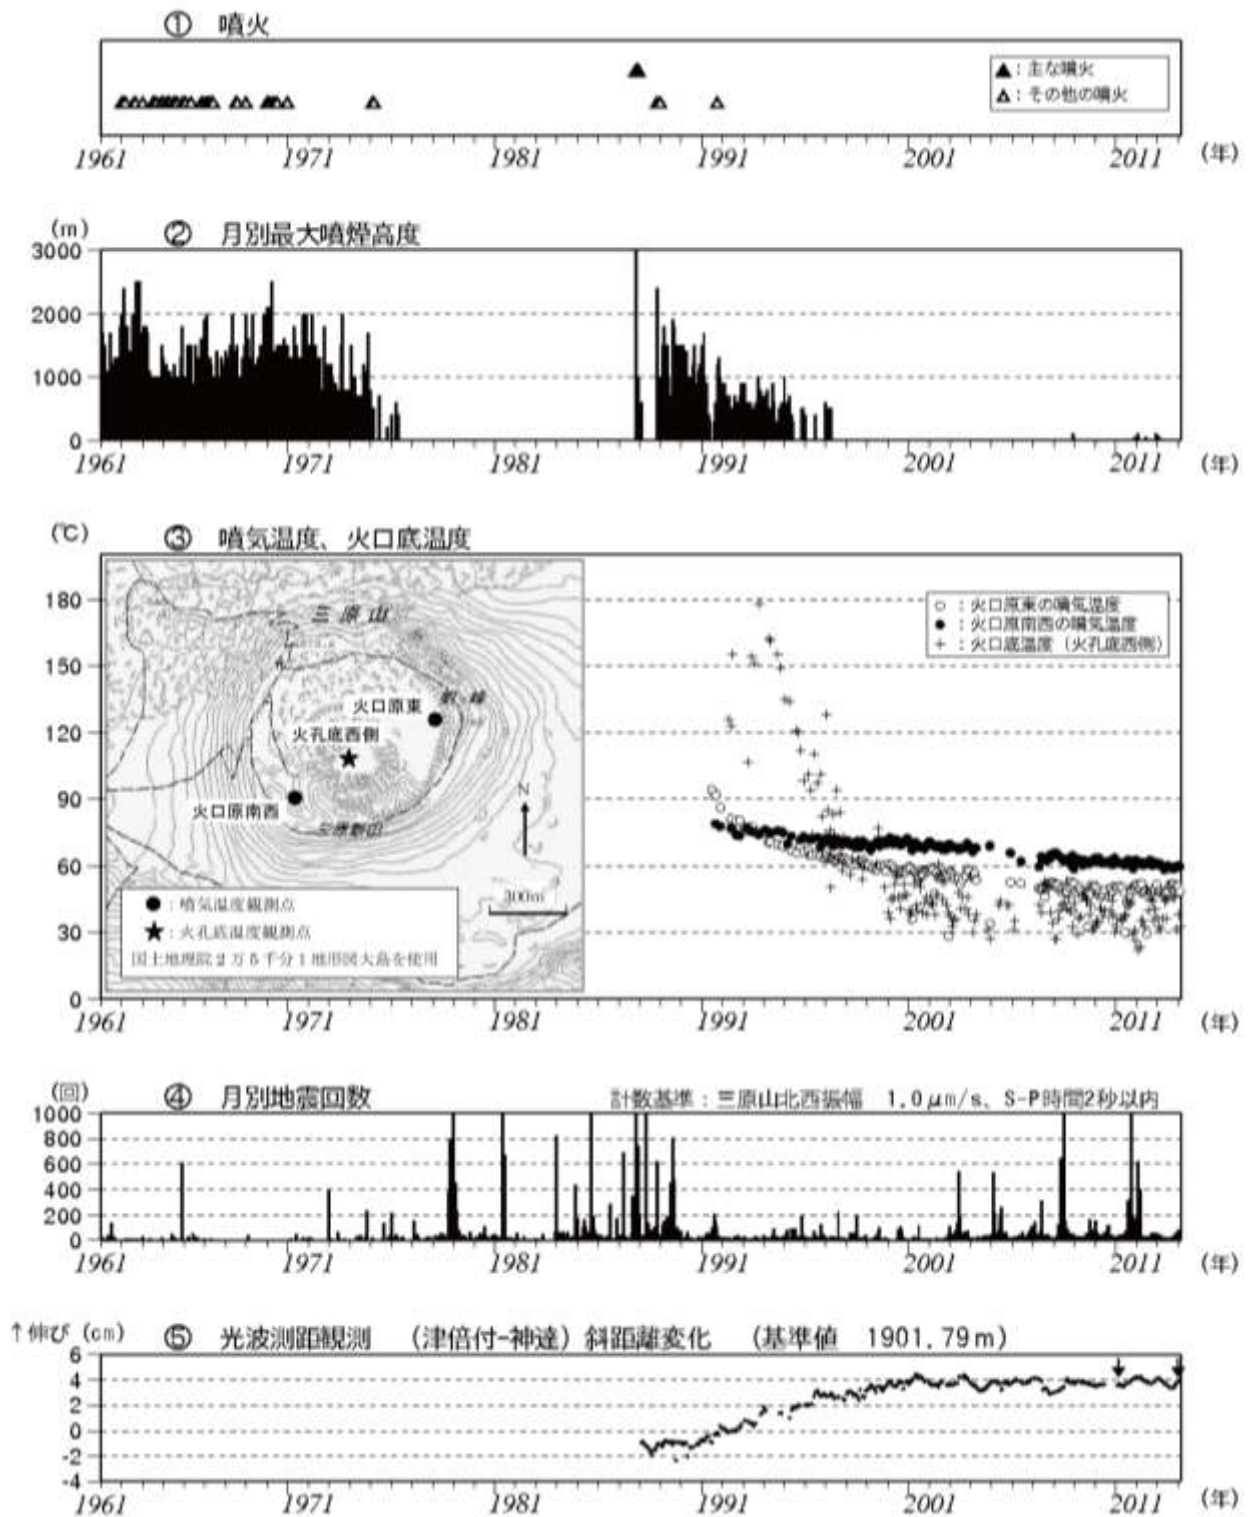 ① 噴火
▲：主な噴火
△：その他の噴火
1961 1971 1981 1991 2001 2011 (年)
② 月別最大噴煙高度
(m)
3000
2000
1000
0
1961 1971 1981 1991 2001 2011 (年)
③ 噴気温度、火口底温度
(℃)
180
150
120
90
60
30
0
三原山
剣ヶ峰
火口原東
火孔底西側
火口原南西
三原新山
N
300m
●：噴気温度観測点
★：火孔底温度観測点
国土地理院2万5千分1地形図大島を使用
○：火口原東の噴気温度
●：火口原南西の噴気温度
+：火口底温度（火孔底西側）
1961 1971 1981 1991 2001 2011 (年)
④ 月別地震回数
計数基準：三原山北西振幅 1.0μm/s、S-P時間2秒以内
(回)
1000
800
600
400
200
0
1961 1971 1981 1991 2001 2011 (年)
⑤ 光波測距観測 （津倍付-神達）斜距離変化 （基準値 1901.79m）
↑伸び (cm)
6
4
2
0
-2
-4
1961 1971 1981 1991 2001 2011 (年)